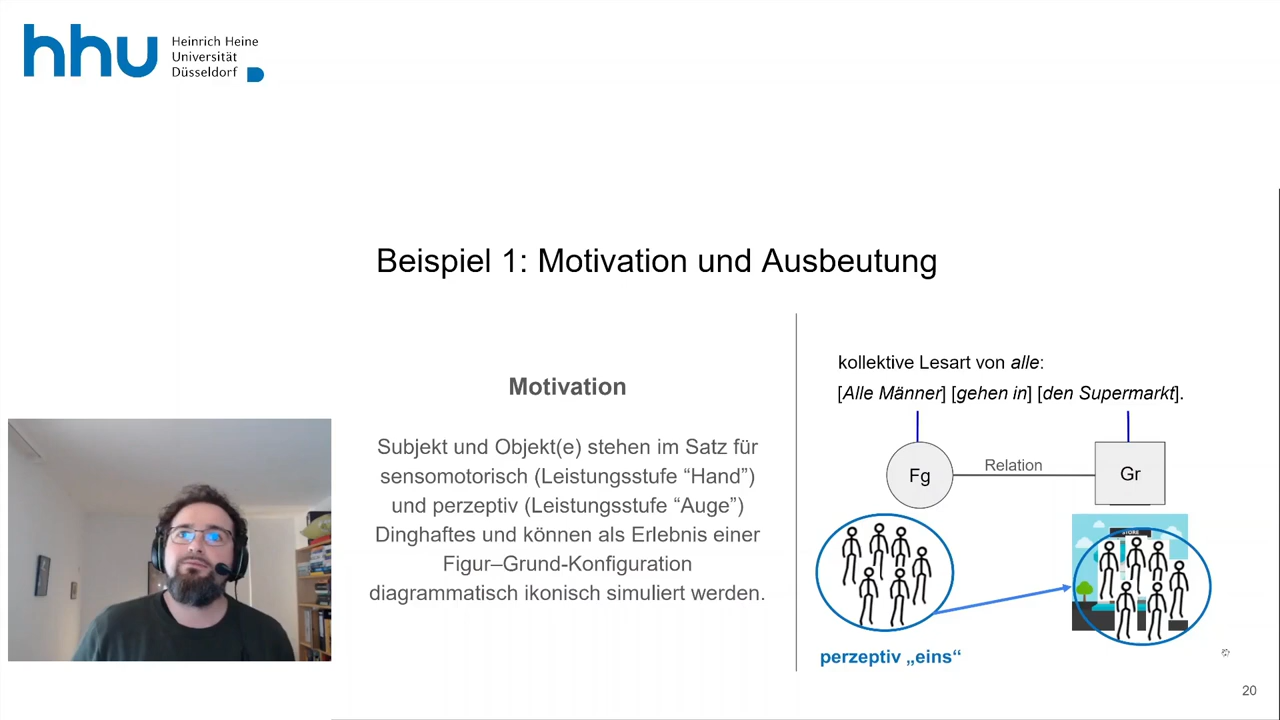 hhu Heinrich Heine
Universität
Düsseldorf
Beispiel 1: Motivation und Ausbeutung
Motivation
Subjekt und Objekt(e) stehen im Satz für
sensomotorisch (Leistungsstufe “Hand”)
und perzeptiv (Leistungsstufe “Auge”)
Dinghaftes und können als Erlebnis einer
Figur–Grund-Konfiguration
diagrammatisch ikonisch simuliert werden.
kollektive Lesart von alle:
[Alle Männer] [gehen in] [den Supermarkt].
Fg
Relation
Gr
STORE
perzeptiv „eins“
20